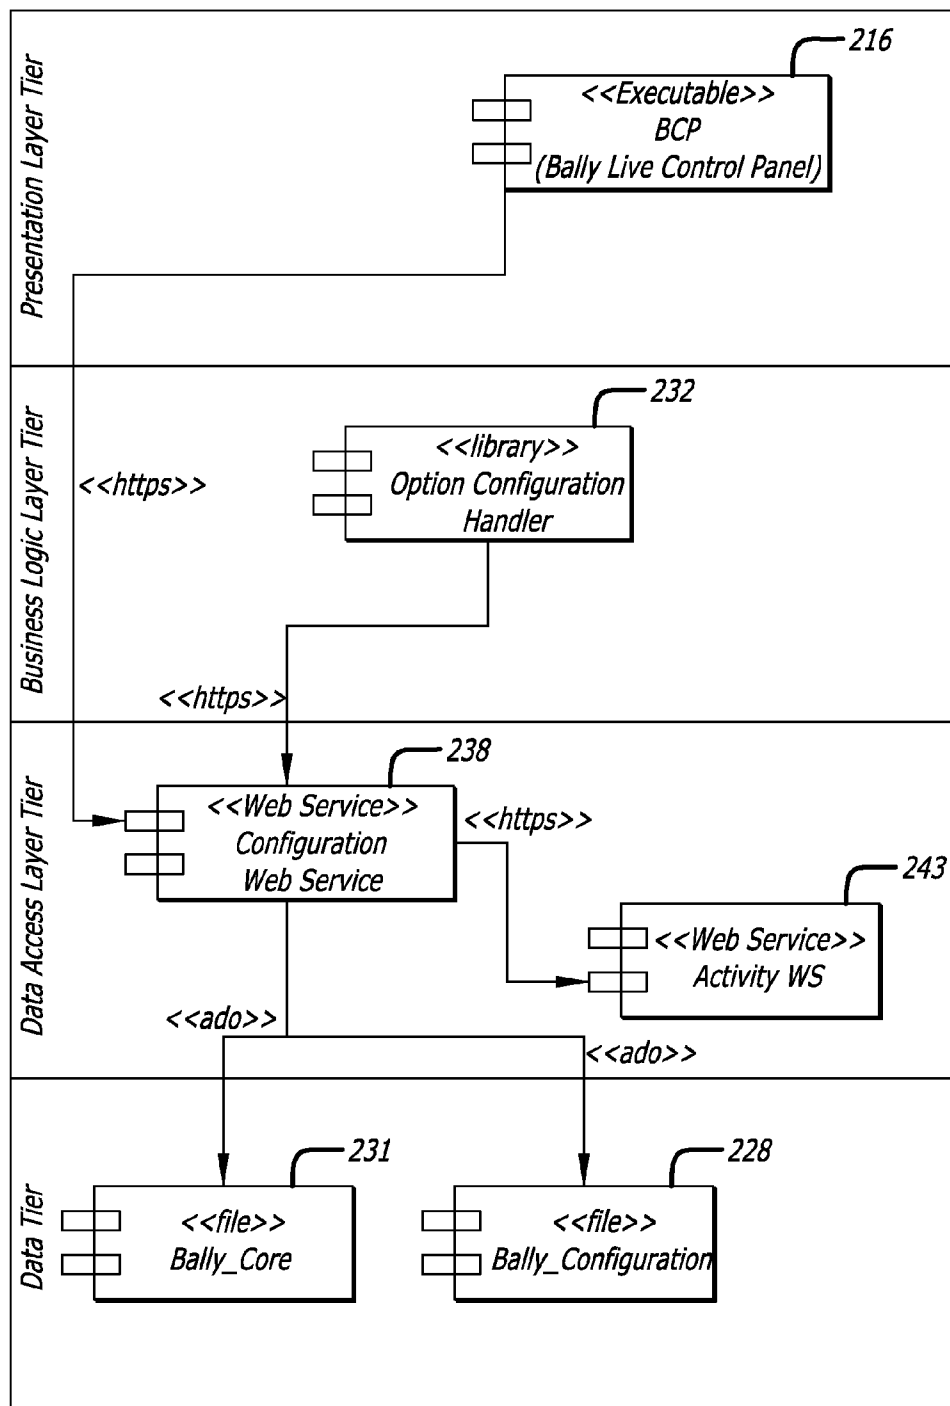 Presentation Layer Tier
216
<<Executable>>
BCP
(Bally Live Control Panel)
Business Logic Layer Tier
232
<<library>>
Option Configuration
Handler
<<https>>
<<https>>
Data Access Layer Tier
238
<<Web Service>>
Configuration
Web Service
<<https>>
243
<<Web Service>>
Activity WS
<<ado>>
<<ado>>
Data Tier
231
<<file>>
Bally_Core
228
<<file>>
Bally_Configuration